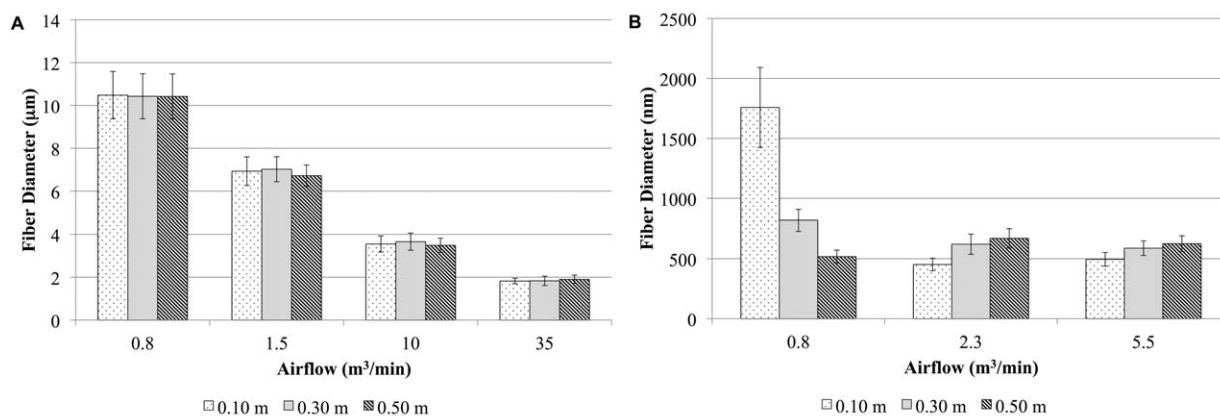 A
Fiber Diameter (μm)
14
12
10
8
6
4
2
0
0.8 1.5 10 35
Airflow (m³/min)
0.10 m 0.30 m 0.50 m
B
Fiber Diameter (nm)
2500
2000
1500
1000
500
0
0.8 2.3 5.5
Airflow (m³/min)
0.10 m 0.30 m 0.50 m